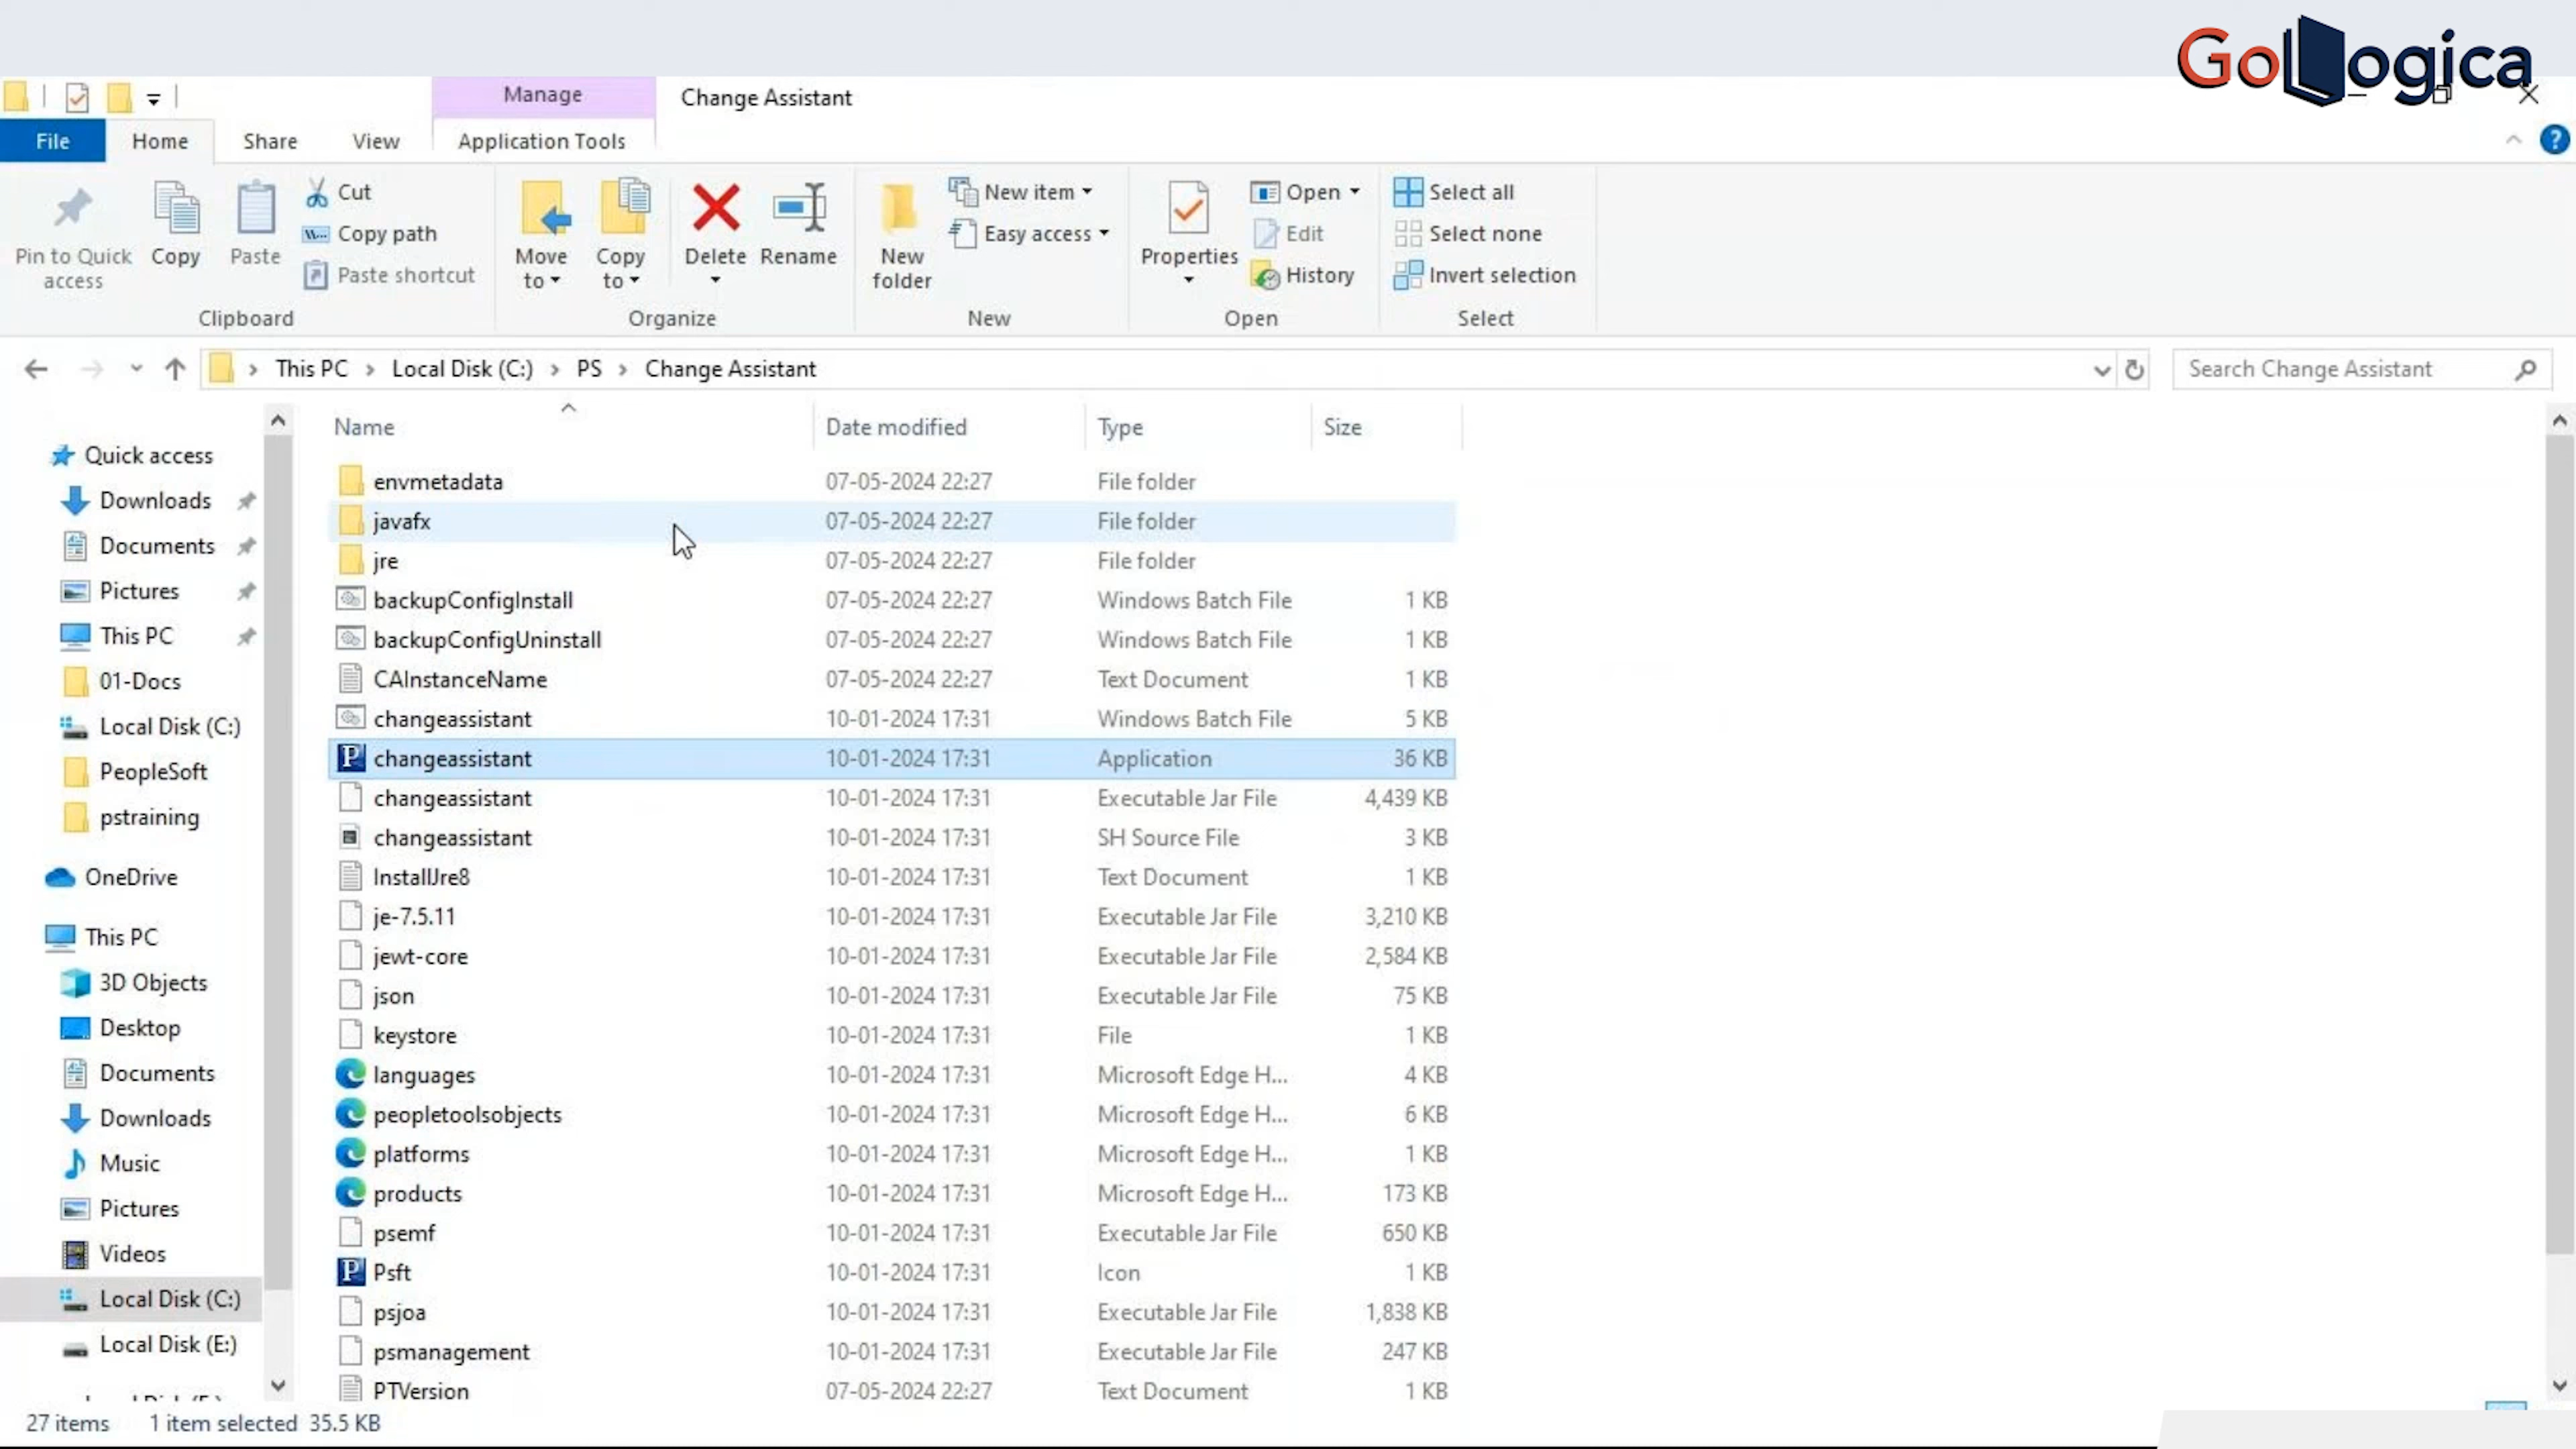 GoLogica
Manage
Change Assistant
File
Home
Share
View
Application Tools
Pin to Quick access
Copy
Paste
Cut
Copy path
Paste shortcut
Clipboard
Move to
Copy to
Delete
Rename
Organize
New folder
New item
Easy access
New
Properties
Open
Edit
History
Open
Select all
Select none
Invert selection
Select
This PC > Local Disk (C:) > PS > Change Assistant
Search Change Assistant
Quick access
Downloads
Documents
Pictures
This PC
01-Docs
Local Disk (C:)
PeopleSoft
pstraining
OneDrive
This PC
3D Objects
Desktop
Documents
Downloads
Music
Pictures
Videos
Local Disk (C:)
Local Disk (E:)
Name Date modified Type Size
envmetadata 07-05-2024 22:27 File folder
javafx 07-05-2024 22:27 File folder
jre 07-05-2024 22:27 File folder
backupConfigInstall 07-05-2024 22:27 Windows Batch File 1 KB
backupConfigUninstall 07-05-2024 22:27 Windows Batch File 1 KB
CAInstanceName 07-05-2024 22:27 Text Document 1 KB
changeassistant 10-01-2024 17:31 Windows Batch File 5 KB
changeassistant 10-01-2024 17:31 Application 36 KB
changeassistant 10-01-2024 17:31 Executable Jar File 4,439 KB
changeassistant 10-01-2024 17:31 SH Source File 3 KB
InstallJre8 10-01-2024 17:31 Text Document 1 KB
je-7.5.11 10-01-2024 17:31 Executable Jar File 3,210 KB
jewt-core 10-01-2024 17:31 Executable Jar File 2,584 KB
json 10-01-2024 17:31 Executable Jar File 75 KB
keystore 10-01-2024 17:31 File 1 KB
languages 10-01-2024 17:31 Microsoft Edge H... 4 KB
peopletoolsobjects 10-01-2024 17:31 Microsoft Edge H... 6 KB
platforms 10-01-2024 17:31 Microsoft Edge H... 1 KB
products 10-01-2024 17:31 Microsoft Edge H... 173 KB
psemf 10-01-2024 17:31 Executable Jar File 650 KB
Psft 10-01-2024 17:31 Icon 1 KB
psjoa 10-01-2024 17:31 Executable Jar File 1,838 KB
psmanagement 10-01-2024 17:31 Executable Jar File 247 KB
PTVersion 07-05-2024 22:27 Text Document 1 KB
27 items 1 item selected 35.5 KB